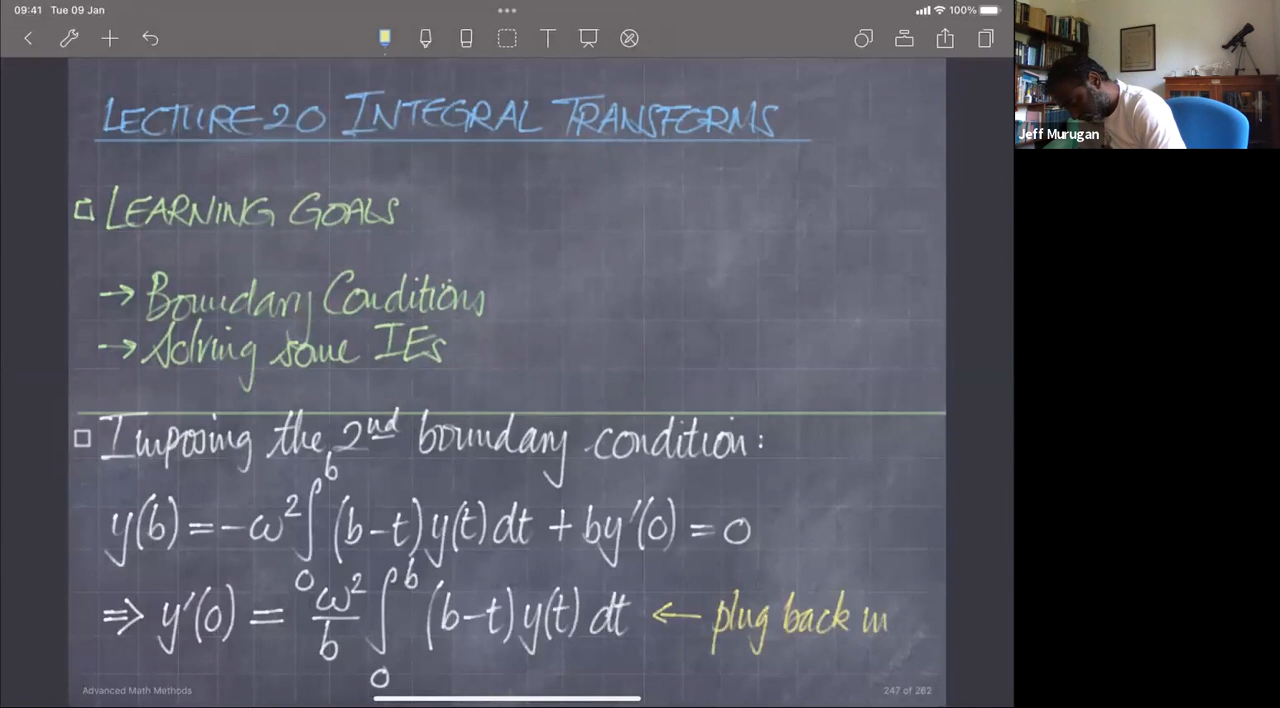 09:41 Tue 09 Jan
100%
LECTURE 20 INTEGRAL TRANSFORMS
LEARNING GOALS
→ Boundary Conditions
→ Solving some IEs
Imposing the 2nd boundary condition:
y(b) = -ω² ∫₀ᵇ (b-t) y(t) dt + by'(0) = 0
⇒ y'(0) = ω²/b ∫₀ᵇ (b-t) y(t) dt ← plug back in
Advanced Math Methods
247 of 262
Jeff Murugan